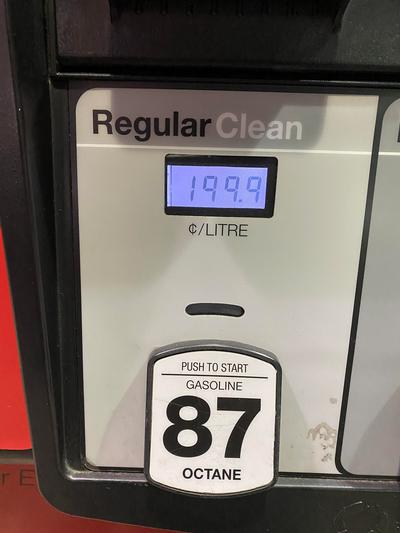 Regular Clean
199.9
¢/LITRE
PUSH TO START
GASOLINE
87
OCTANE
r E